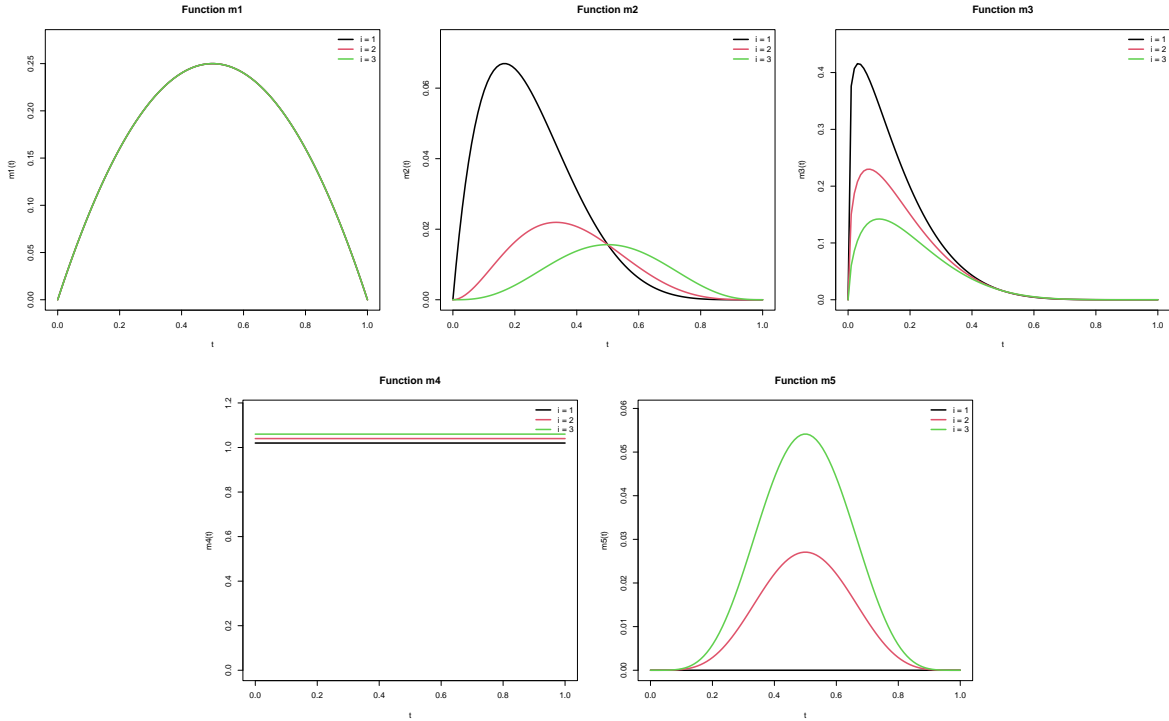 Function m1
i = 1
i = 2
i = 3
m1(t)
0.25
0.20
0.15
0.10
0.05
0.00
0.0 0.2 0.4 0.6 0.8 1.0
t
Function m2
i = 1
i = 2
i = 3
m2(t)
0.06
0.04
0.02
0.00
0.0 0.2 0.4 0.6 0.8 1.0
t
Function m3
i = 1
i = 2
i = 3
m3(t)
0.4
0.3
0.2
0.1
0.0
0.0 0.2 0.4 0.6 0.8 1.0
t
Function m4
i = 1
i = 2
i = 3
m4(t)
1.2
1.0
0.8
0.6
0.4
0.2
0.0
0.0 0.2 0.4 0.6 0.8 1.0
t
Function m5
i = 1
i = 2
i = 3
m5(t)
0.06
0.05
0.04
0.03
0.02
0.01
0.00
0.0 0.2 0.4 0.6 0.8 1.0
t